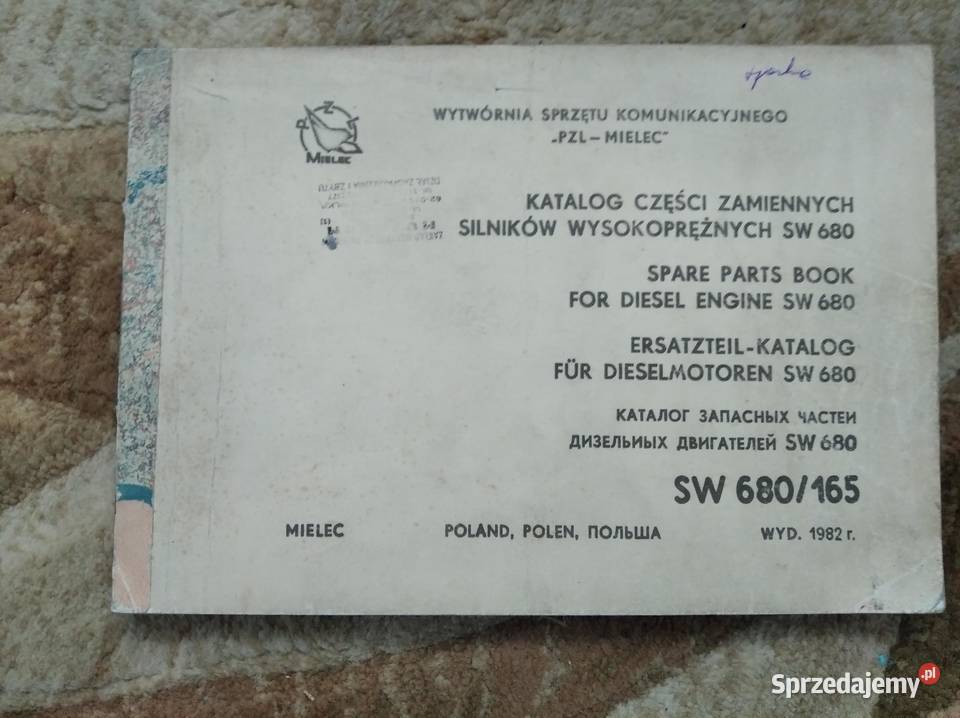 PZL
MIELEC
WYTWÓRNIA SPRZĘTU KOMUNIKACYJNEGO
„PZL – MIELEC"
KATALOG CZĘŚCI ZAMIENNYCH
SILNIKÓW WYSOKOPRĘŻNYCH SW 680
SPARE PARTS BOOK
FOR DIESEL ENGINE SW 680
ERSATZTEIL-KATALOG
FÜR DIESELMOTOREN SW 680
КАТАЛОГ ЗАПАСНЫХ ЧАСТЕИ
ДИЗЕЛЬИЫХ ДВИГАТЕЛЕЙ SW 680
SW 680/165
MIELEC POLAND, POLEN, ПОЛЬША WYD. 1982 r.
Sprzedajemy.pl